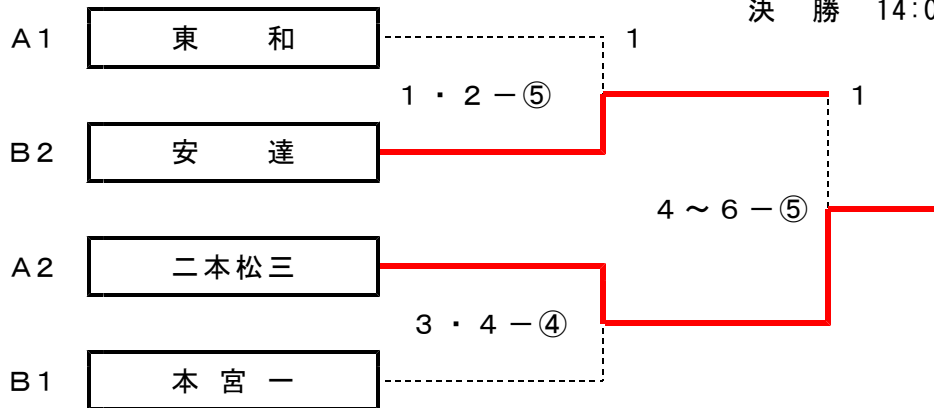 決 勝 14:0
A1 東 和 1
1・2－⑤ 1
B2 安 達
4～6－⑤
A2 二本松三
3・4－④
B1 本宮一